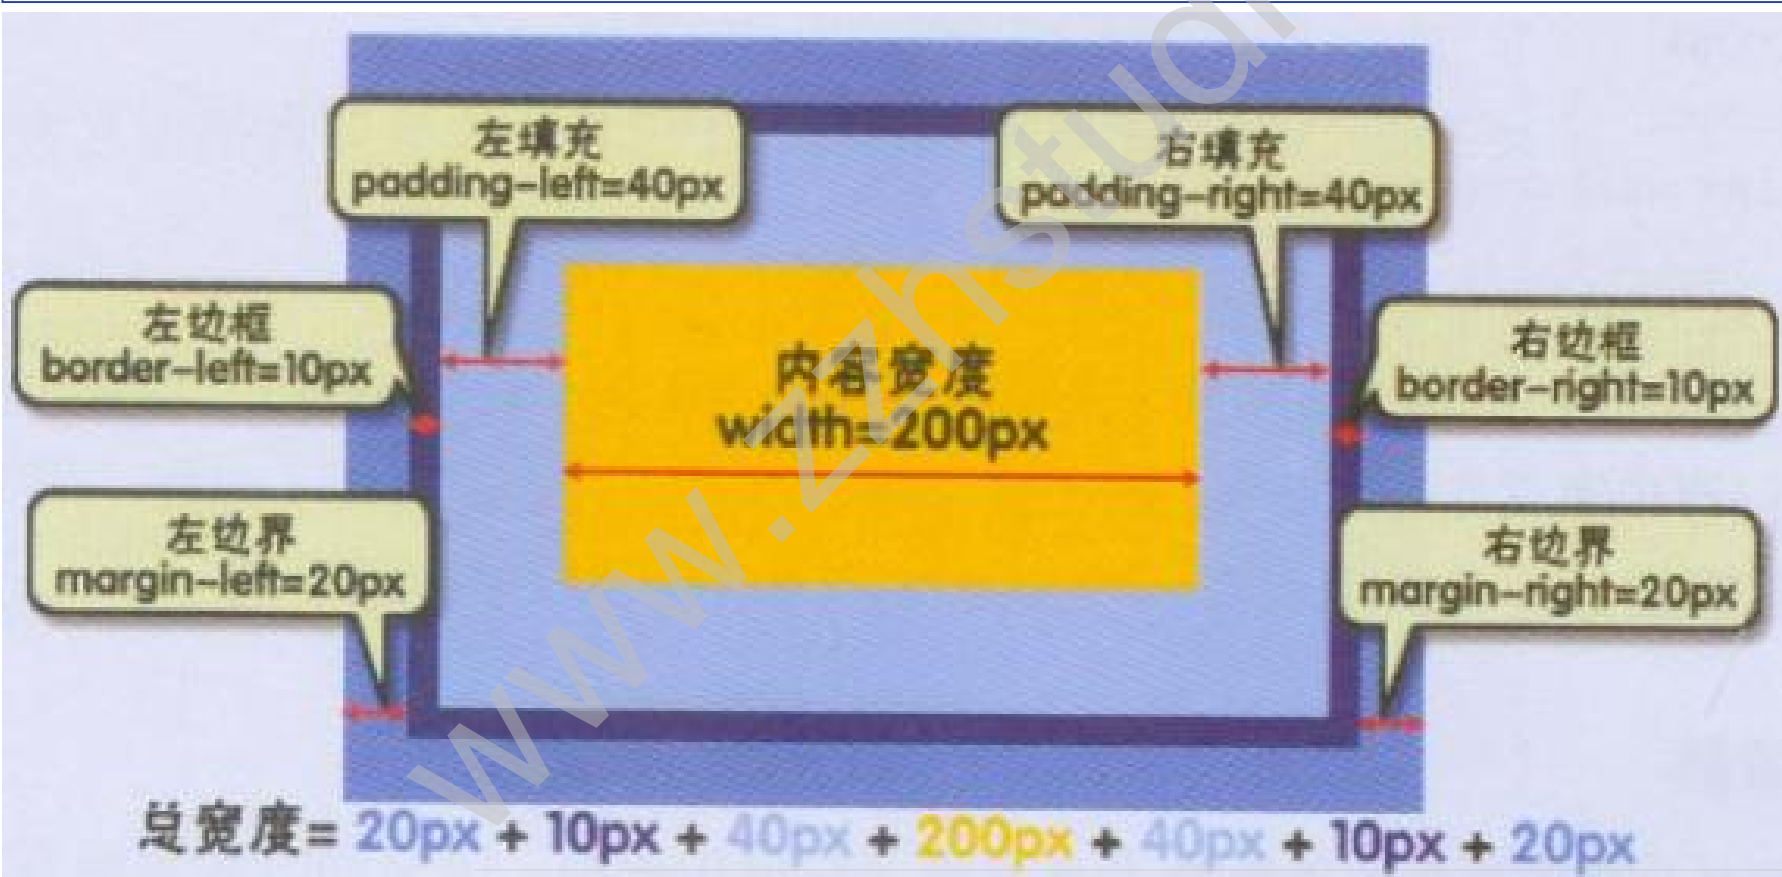 左填充
padding-left=40px
右填充
padding-right=40px
左边框
border-left=10px
内容宽度
width=200px
右边框
border-right=10px
左边界
margin-left=20px
右边界
margin-right=20px
总宽度= 20px + 10px + 40px + 200px + 40px + 10px + 20px
www.zzhstudi